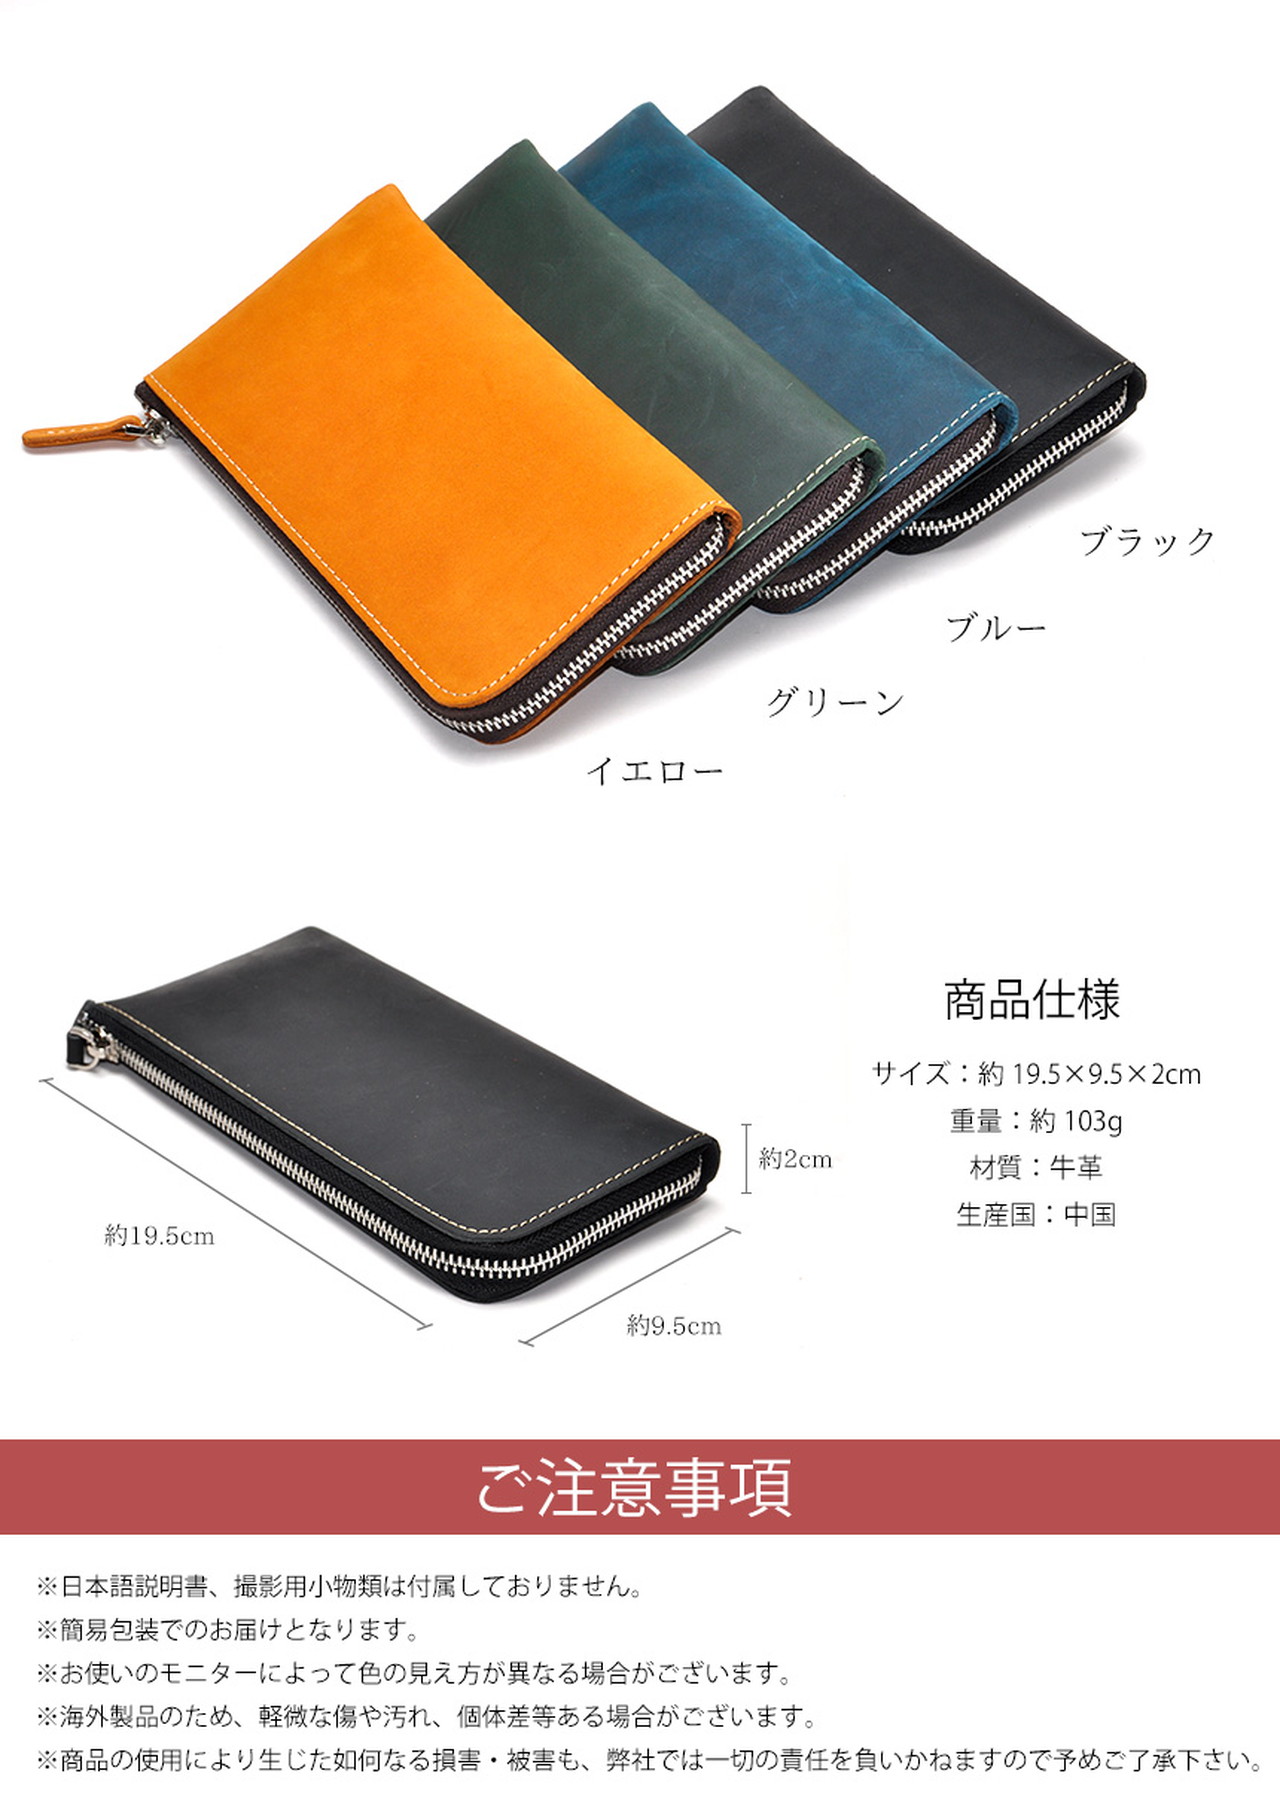 ブラック
ブルー
グリーン
イエロー
商品仕様
サイズ：約 19.5×9.5×2cm
重量：約 103g
材質：牛革
生産国：中国
約2cm
約19.5cm
約9.5cm
ご注意事項
※日本語説明書、撮影用小物類は付属しておりません。
※簡易包装でのお届けとなります。
※お使いのモニターによって色の見え方が異なる場合がございます。
※海外製品のため、軽微な傷や汚れ、個体差等ある場合がございます。
※商品の使用により生じた如何なる損害・被害も、弊社では一切の責任を負いかねますので予めご了承下さい。